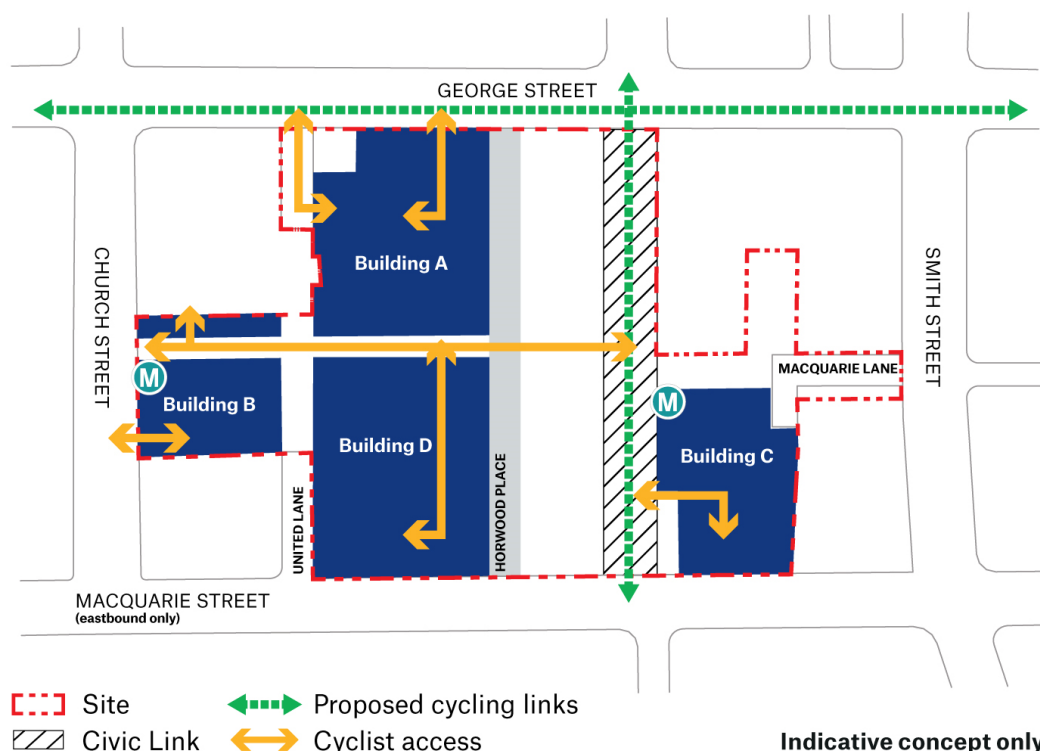 GEORGE STREET
CHURCH STREET
SMITH STREET
Building A
MACQUARIE LANE
M
Building B
M
Building D
Building C
UNITED LANE
HORWOOD PLACE
MACQUARIE STREET
(eastbound only)
Site
Proposed cycling links
Civic Link
Cyclist access
Indicative concept only